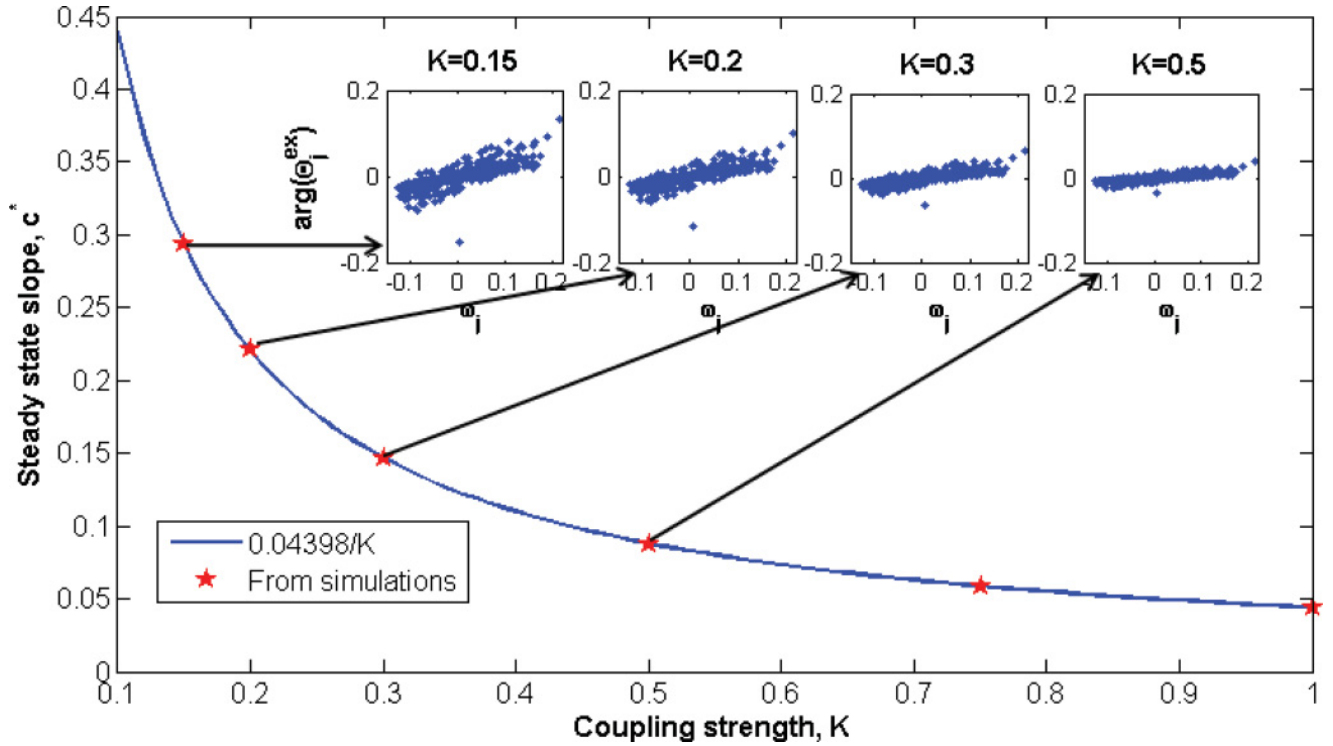 0.45
0.4
0.35
0.3
0.25
0.2
0.15
0.1
0.05
0
Steady state slope, c*
0.1 0.2 0.3 0.4 0.5 0.6 0.7 0.8 0.9 1
Coupling strength, K
K=0.15 K=0.2 K=0.3 K=0.5
arg(Θ_j^ex)
0.2 0.2 0.2 0.2
0 0 0 0
-0.2 -0.2 -0.2 -0.2
-0.1 0 0.1 0.2 -0.1 0 0.1 0.2 -0.1 0 0.1 0.2 -0.1 0 0.1 0.2
ω_j ω_j ω_j ω_j
0.04398/K
From simulations